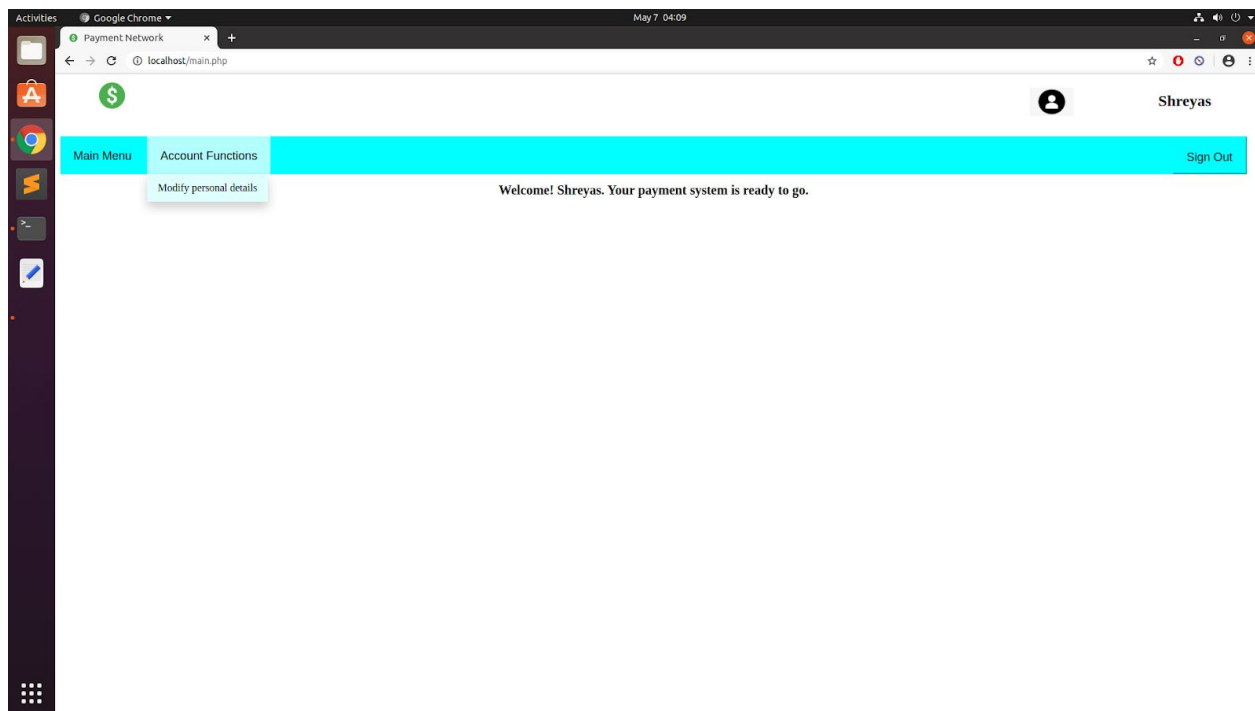 Activities Google Chrome May 7 04:09
Payment Network
localhost/main.php
$ Shreyas
Main Menu Account Functions Sign Out
Modify personal details Welcome! Shreyas. Your payment system is ready to go.